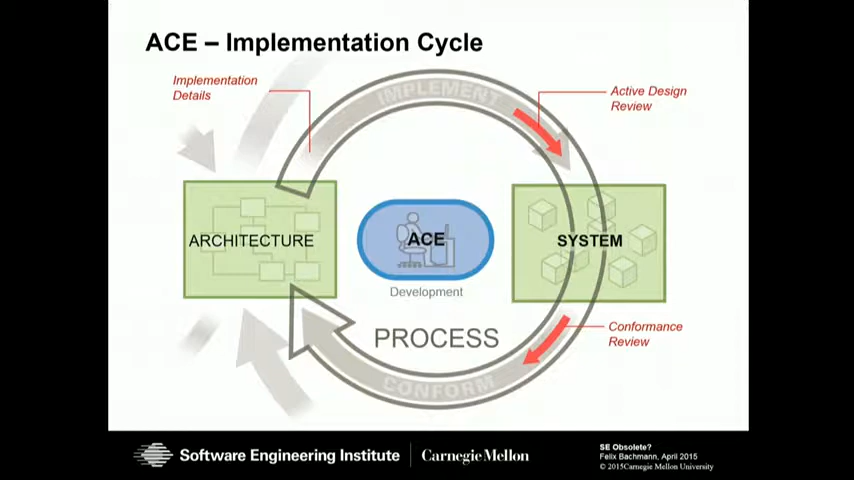 ACE – Implementation Cycle
Implementation
Details
IMPLEMENT
Active Design
Review
ARCHITECTURE
ACE
SYSTEM
Development
PROCESS
Conformance
Review
CONFORM
Software Engineering Institute
Carnegie Mellon
SE Obsolete?
Felix Bachmann, April 2015
© 2015Carnegie Mellon University